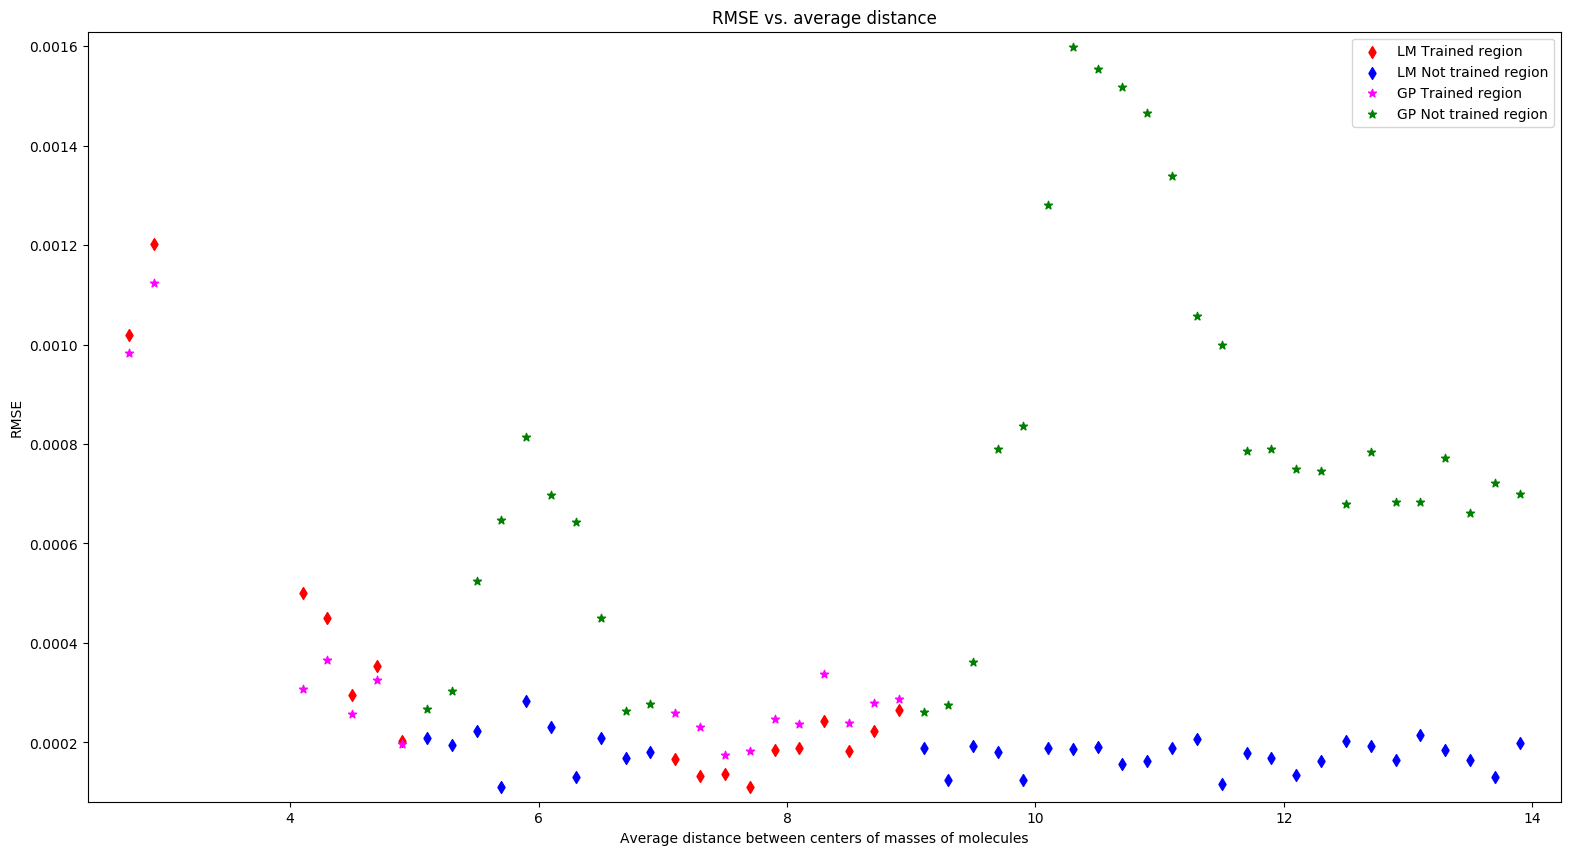 RMSE vs. average distance
0.0016
0.0014
0.0012
0.0010
0.0008
0.0006
0.0004
0.0002
RMSE
LM Trained region
LM Not trained region
GP Trained region
GP Not trained region
4 6 8 10 12 14
Average distance between centers of masses of molecules